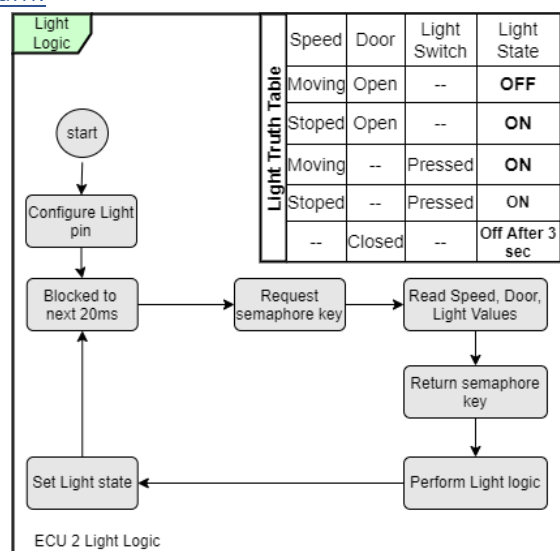 Light
Logic
Speed Door Light Switch Light State
Light Truth Table
Moving Open -- OFF
Stoped Open -- ON
Moving -- Pressed ON
Stoped -- Pressed ON
-- Closed -- Off After 3 sec
start
Configure Light
pin
Blocked to
next 20ms
Request
semaphore key
Read Speed, Door,
Light Values
Return semaphore
key
Perform Light logic
Set Light state
ECU 2 Light Logic